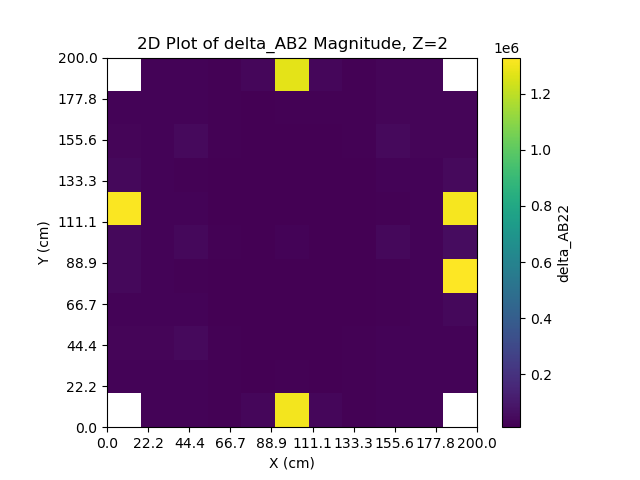 2D Plot of delta_AB2 Magnitude, Z=2
1e6
200.0
177.8
155.6
133.3
111.1
88.9
66.7
44.4
22.2
0.0
Y (cm)
0.0 22.2 44.4 66.7 88.9 111.1 133.3 155.6 177.8 200.0
X (cm)
1.2
1.0
0.8
0.6
0.4
0.2
delta_AB22